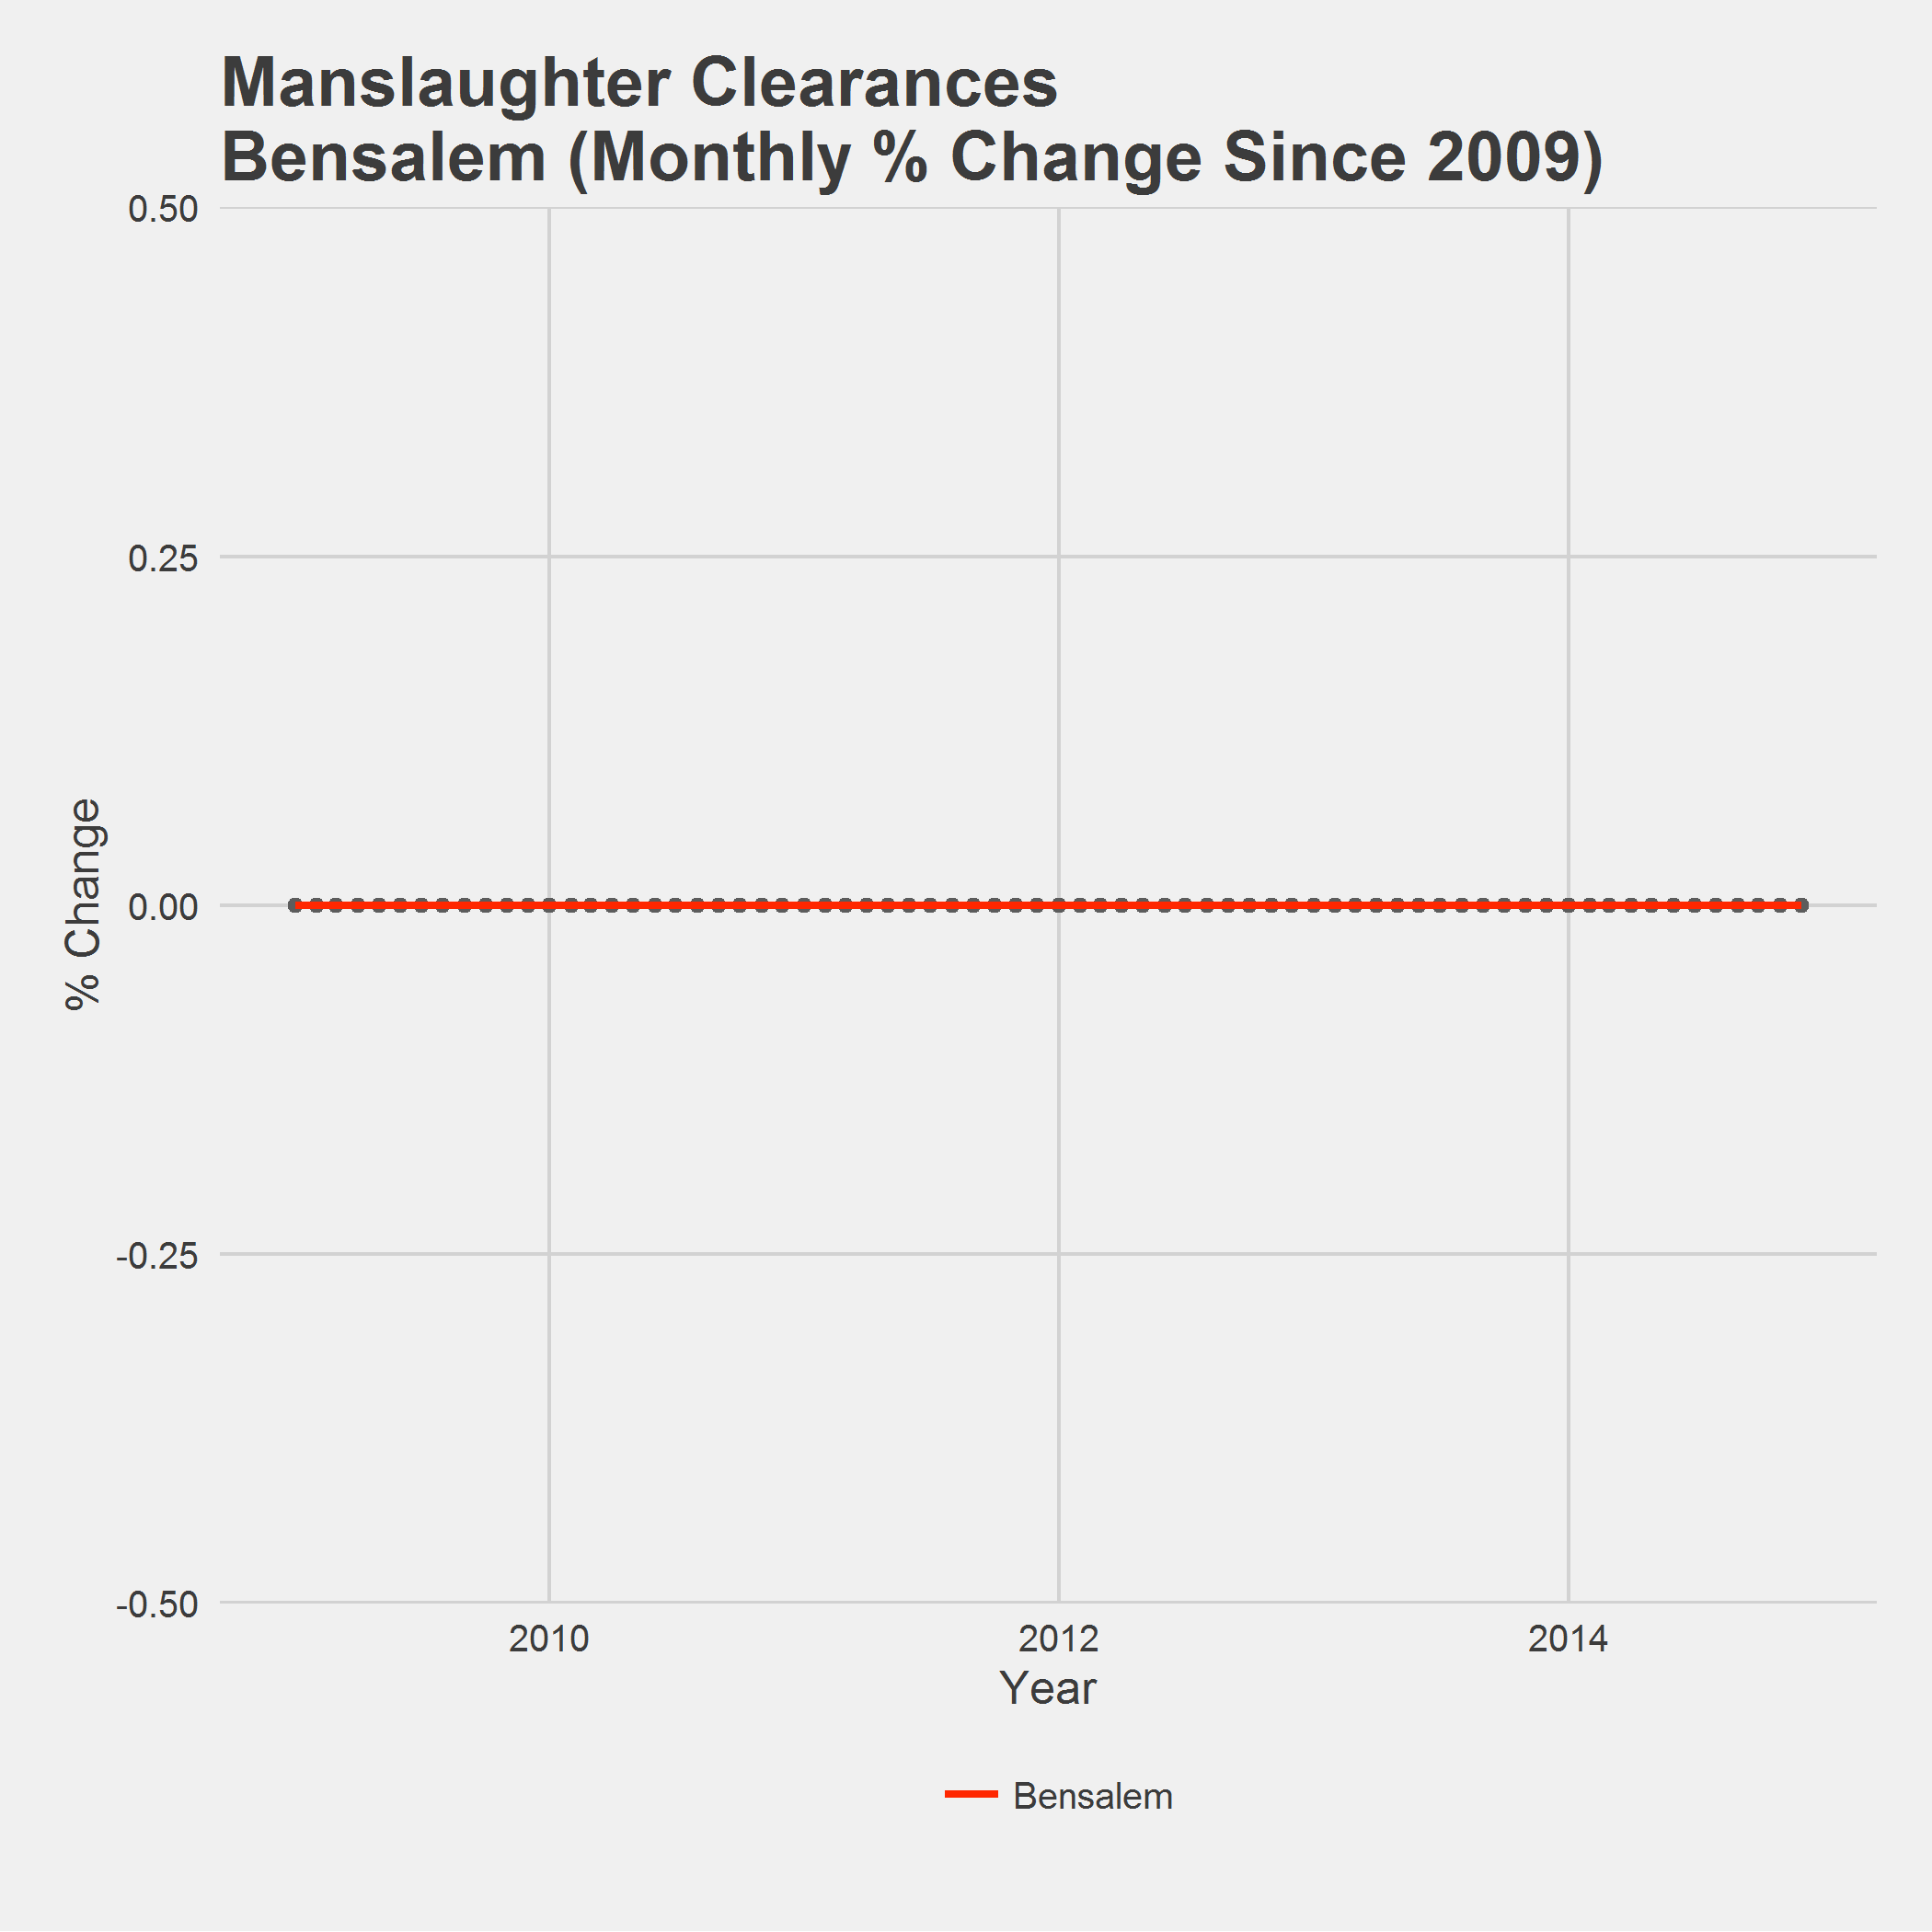 Manslaughter Clearances
Bensalem (Monthly % Change Since 2009)
0.50
0.25
0.00
-0.25
-0.50
% Change
2010 2012 2014
Year
Bensalem